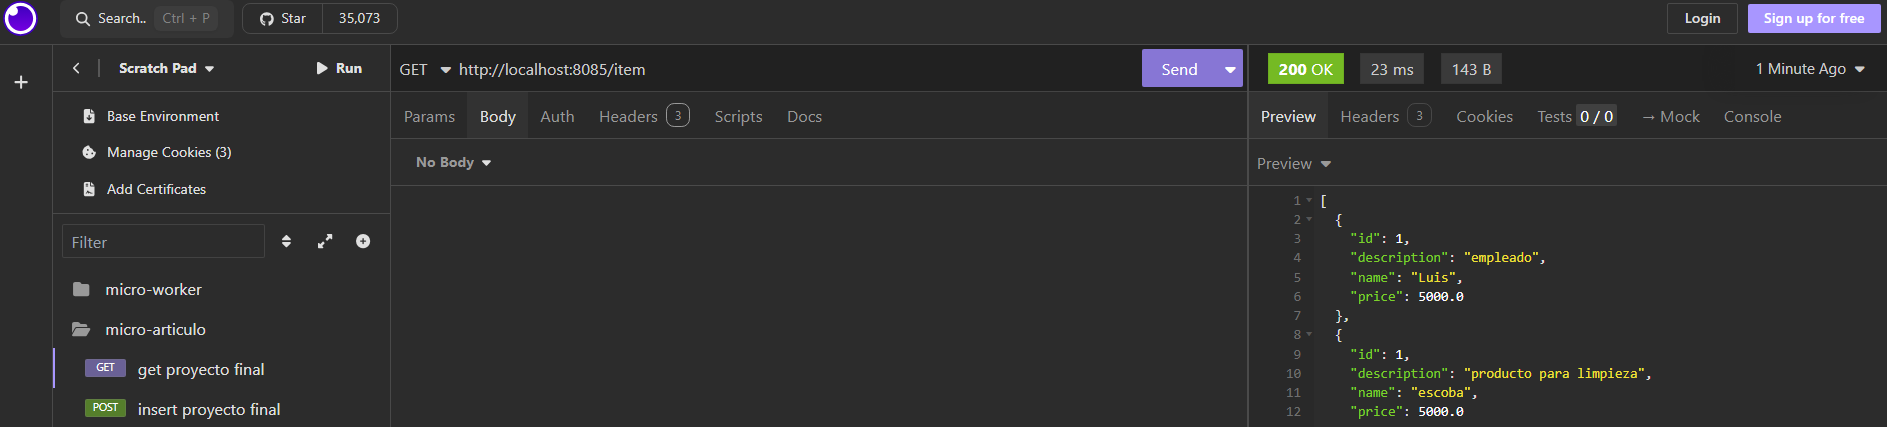 Search.. Ctrl + P Star 35,073 Login Sign up for free
Scratch Pad Run
Base Environment
Manage Cookies (3)
Add Certificates
Filter
micro-worker
micro-articulo
GET get proyecto final
POST insert proyecto final
GET http://localhost:8085/item Send
Params Body Auth Headers 3 Scripts Docs
No Body
200 OK 23 ms 143 B 1 Minute Ago
Preview Headers 3 Cookies Tests 0 / 0 → Mock Console
Preview
1 [
2 {
3 "id": 1,
4 "description": "empleado",
5 "name": "Luis",
6 "price": 5000.0
7 },
8 {
9 "id": 1,
10 "description": "producto para limpieza",
11 "name": "escoba",
12 "price": 5000.0